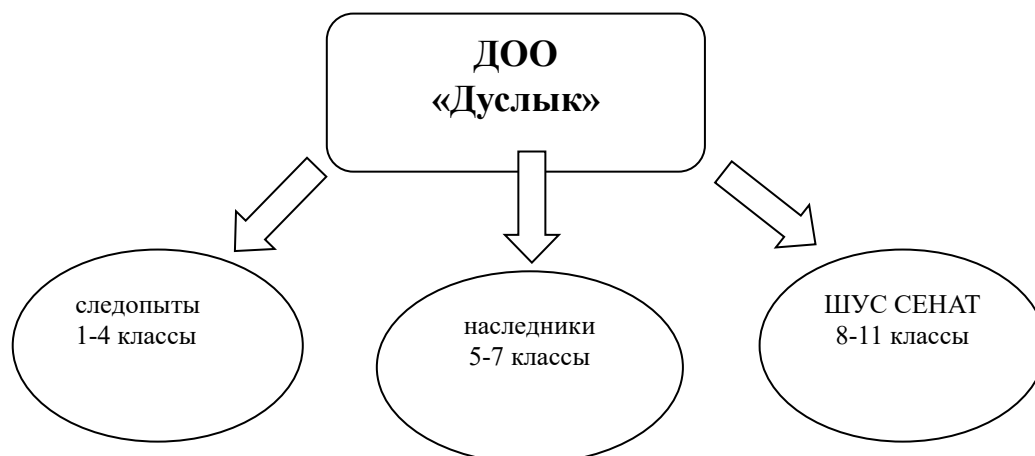 ДОО
«Дуслык»
следопыты
1-4 классы
наследники
5-7 классы
ШУС СЕНАТ
8-11 классы